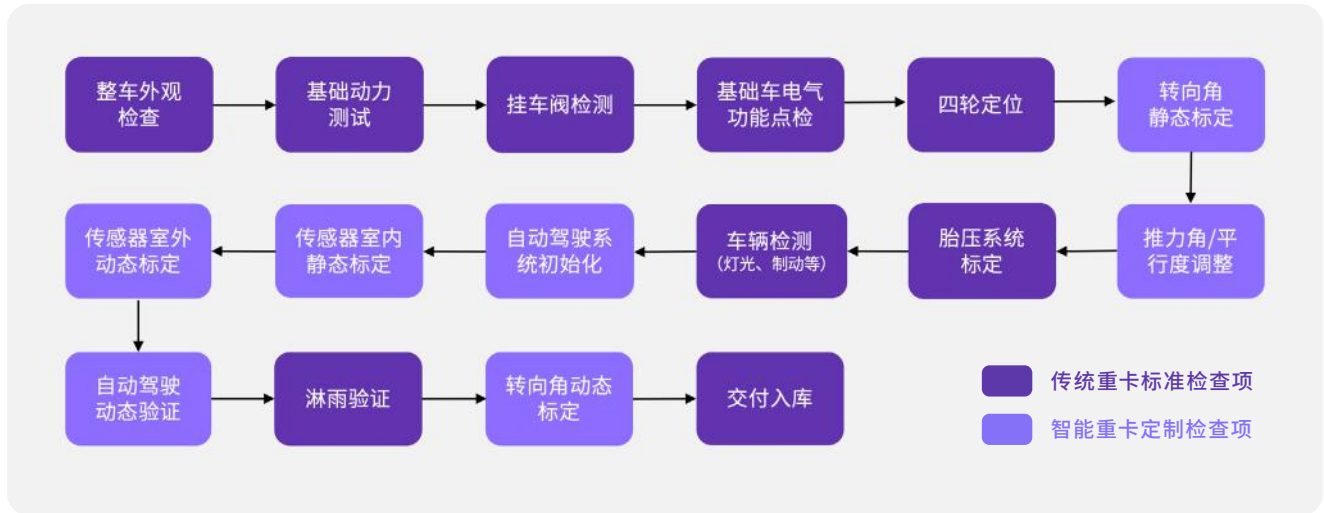 整车外观
检查
基础动力
测试
挂车阀检测
基础车电气
功能点检
四轮定位
转向角
静态标定
推力角/平
行度调整
胎压系统
标定
车辆检测
(灯光、制动等)
自动驾驶系
统初始化
传感器室内
静态标定
传感器室外
动态标定
自动驾驶
动态验证
淋雨验证
转向角动态
标定
交付入库
传统重卡标准检查项
智能重卡定制检查项